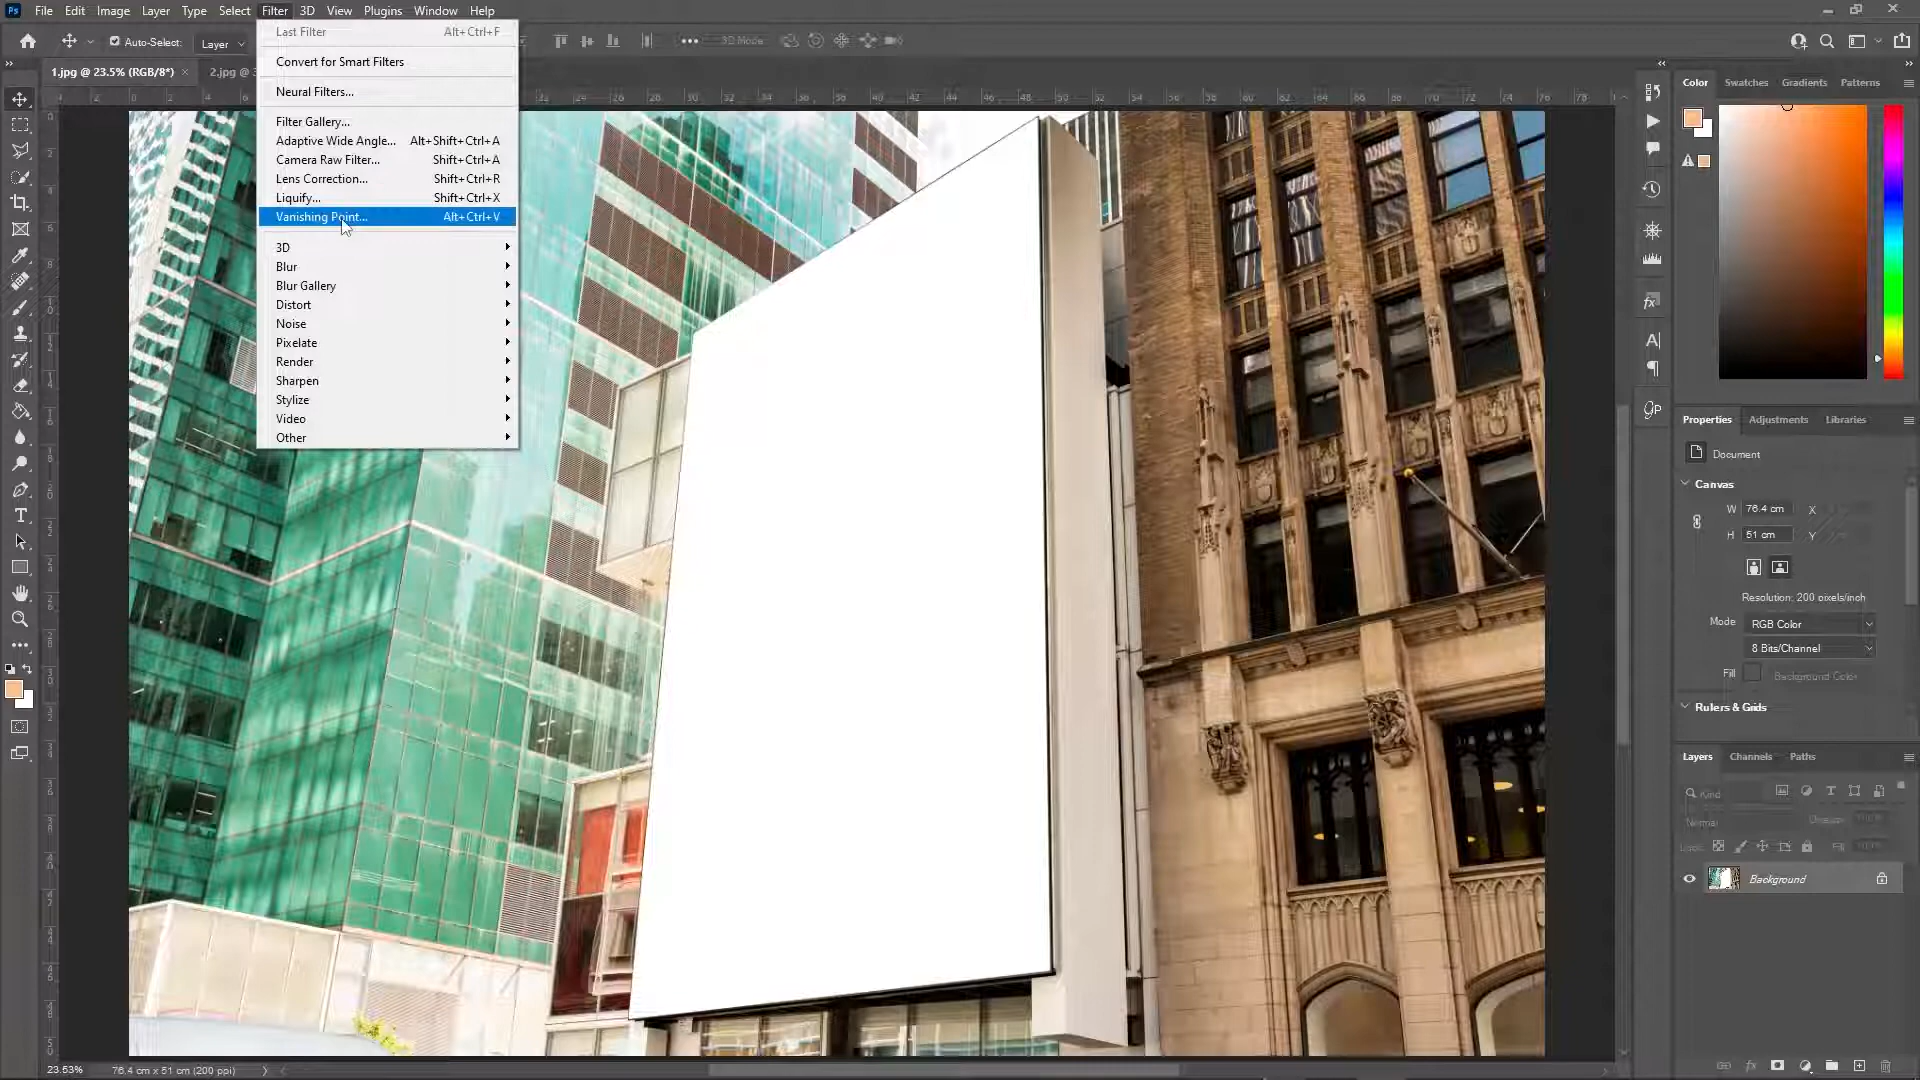 Ps File Edit Image Layer Type Select Filter 3D View Plugins Window Help
Auto-Select: Layer 3D Mode
1.jpg @ 23.5% (RGB/8*) × 2.jpg @
Last Filter Alt+Ctrl+F
Convert for Smart Filters
Neural Filters...
Filter Gallery...
Adaptive Wide Angle... Alt+Shift+Ctrl+A
Camera Raw Filter... Shift+Ctrl+A
Lens Correction... Shift+Ctrl+R
Liquify... Shift+Ctrl+X
Vanishing Point... Alt+Ctrl+V
3D
Blur
Blur Gallery
Distort
Noise
Pixelate
Render
Sharpen
Stylize
Video
Other
Color Swatches Gradients Patterns
Properties Adjustments Libraries
Document
Canvas
W 76.4 cm X
H 51 cm Y
Resolution: 200 pixels/inch
Mode RGB Color
8 Bits/Channel
Fill Background Color
Rulers & Grids
Layers Channels Paths
Kind
Normal
Fill
Background
23.53% 76.4 cm x 51 cm (200 ppi)